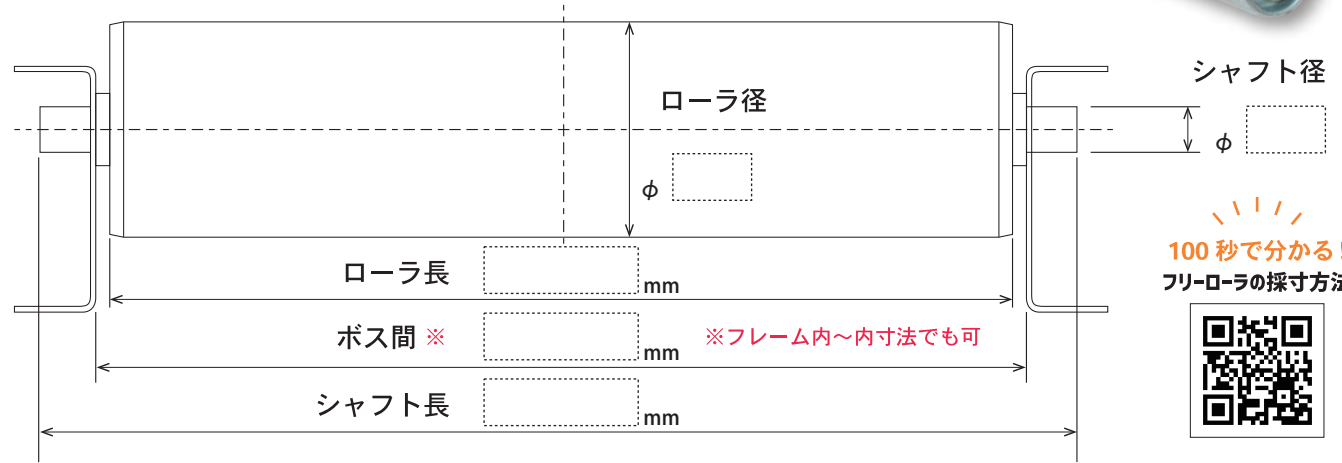 シャフト径
φ
ローラ径
φ
100 秒で分かる!
フリーローラの採寸方法
ローラ長 mm
ボス間 ※ mm ※フレーム内～内寸法でも可
シャフト長 mm